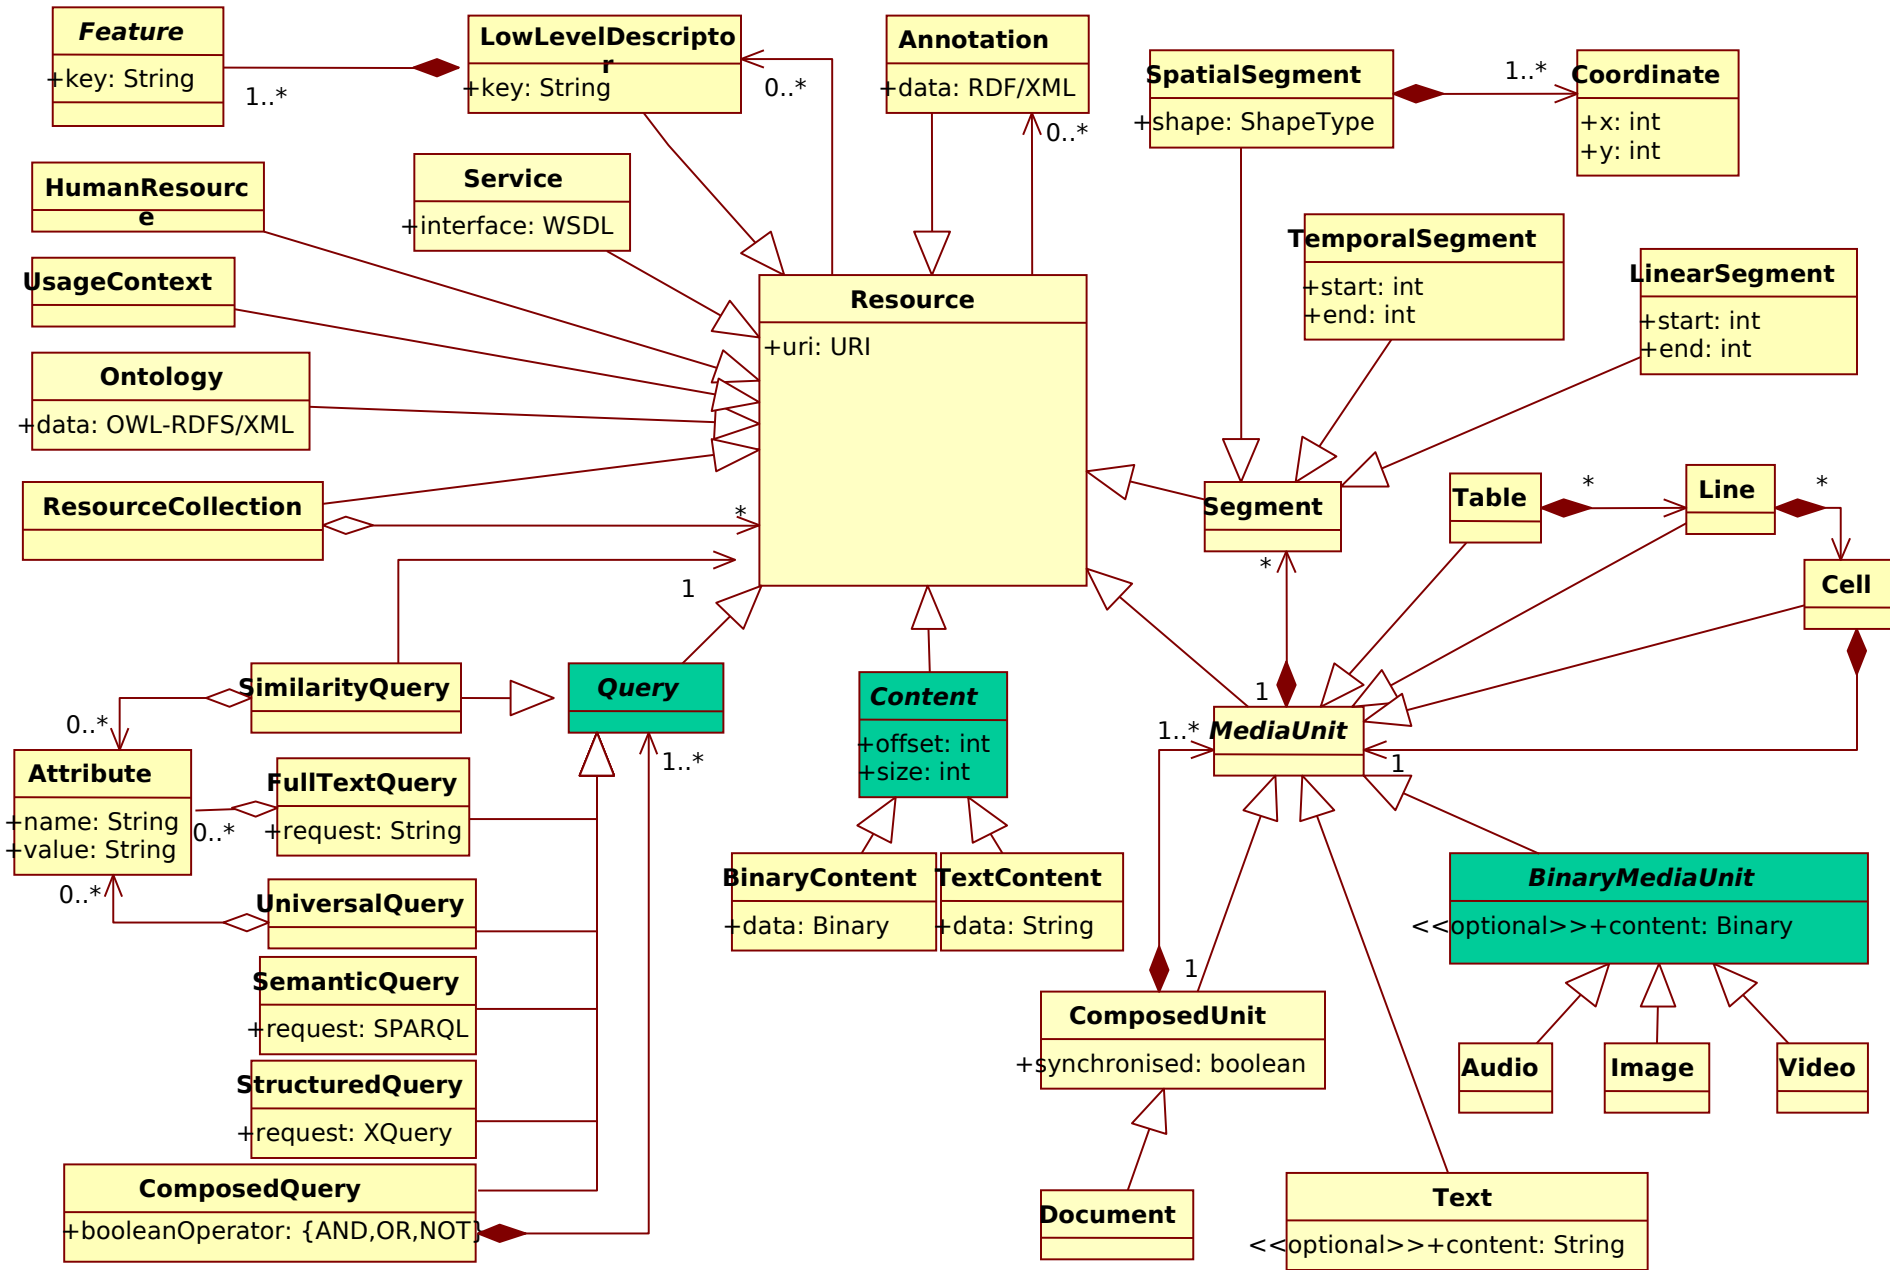 Feature
+key: String
1..*
LowLevelDescripto
r
+key: String
0..*
Annotation
+data: RDF/XML
0..*
SpatialSegment
+shape: ShapeType
1..*
Coordinate
+x: int
+y: int
HumanResourc
e
Service
+interface: WSDL
UsageContext
TemporalSegment
+start: int
+end: int
LinearSegment
+start: int
+end: int
Resource
+uri: URI
Ontology
+data: OWL-RDFS/XML
ResourceCollection
*
1
Segment
*
Table
*
Line
*
Cell
SimilarityQuery
0..*
Query
1..*
Content
+offset: int
+size: int
1
1..*
MediaUnit
1
Attribute
+name: String
+value: String
FullTextQuery
+request: String
0..*
0..*
UniversalQuery
BinaryContent
+data: Binary
TextContent
+data: String
BinaryMediaUnit
<<optional>>+content: Binary
SemanticQuery
+request: SPARQL
1
ComposedUnit
+synchronised: boolean
Audio
Image
Video
StructuredQuery
+request: XQuery
ComposedQuery
+booleanOperator: {AND,OR,NOT}
Document
Text
<<optional>>+content: String